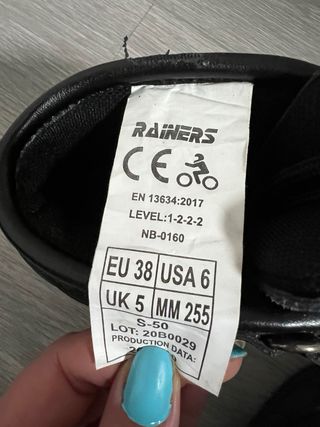 RAINERS
CE
EN 13634:2017
LEVEL:1-2-2-2
NB-0160
EU 38 USA 6
UK 5 MM 255
S-50
LOT: 20B0029
PRODUCTION DATA: